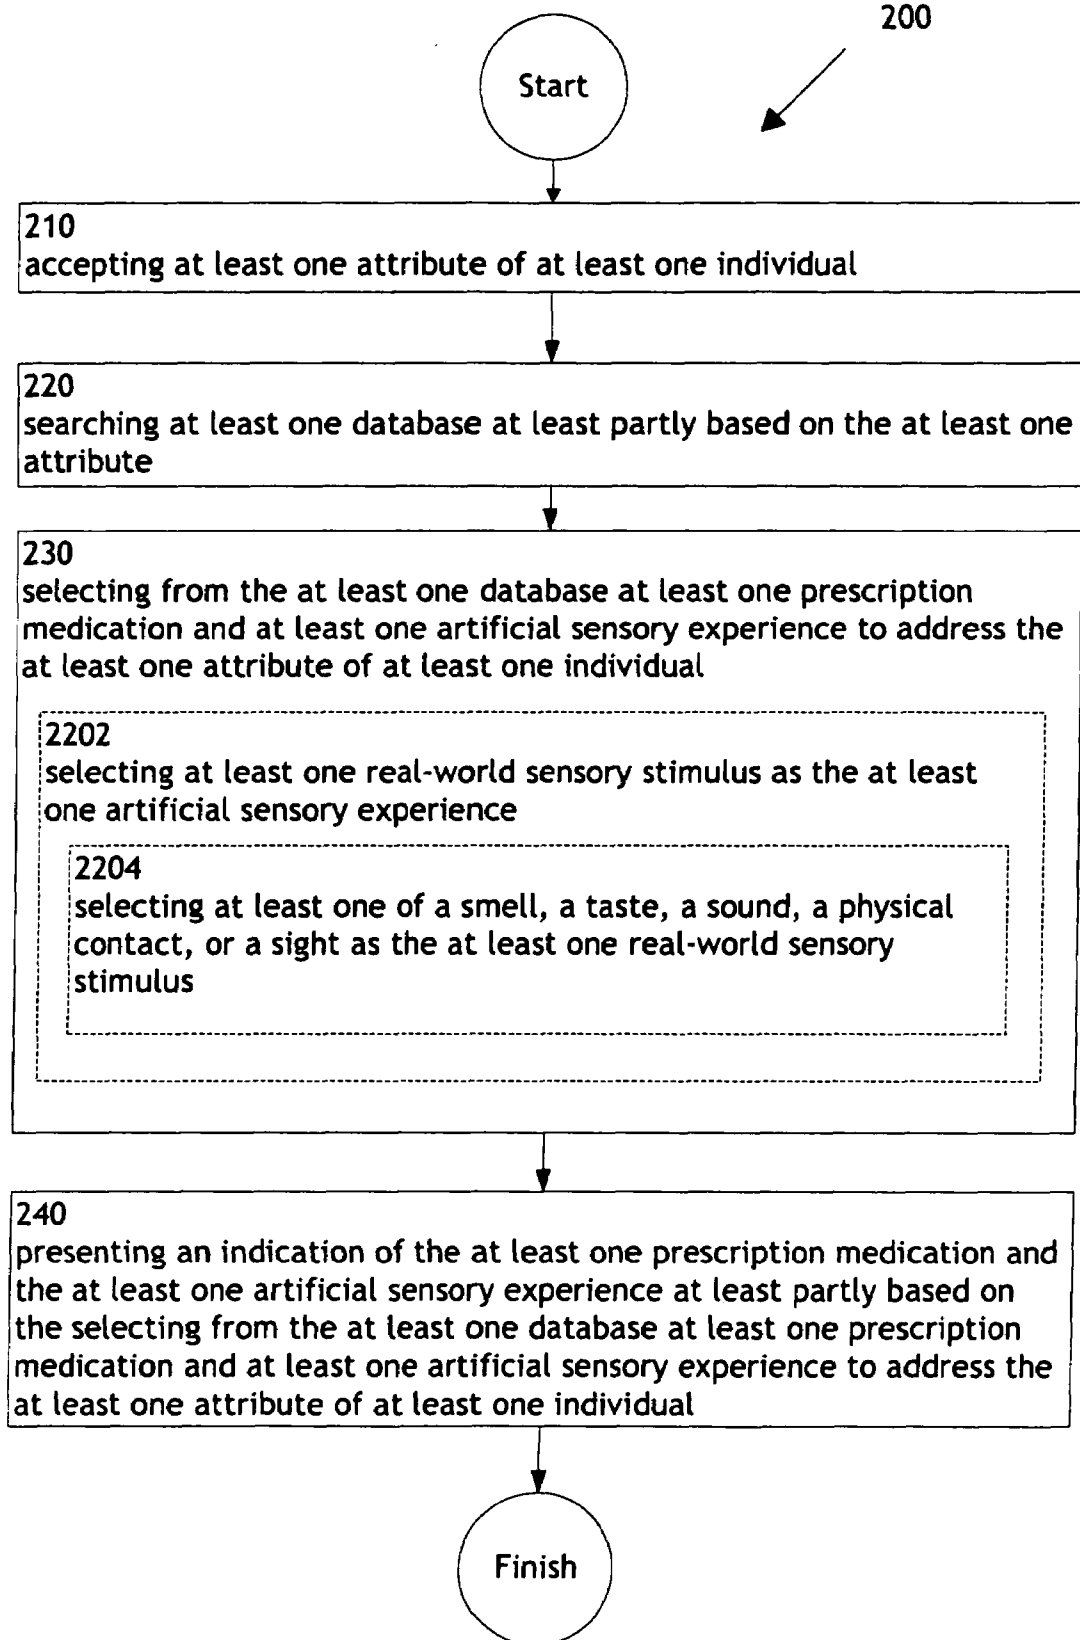 200
Start
210
accepting at least one attribute of at least one individual
220
searching at least one database at least partly based on the at least one
attribute
230
selecting from the at least one database at least one prescription
medication and at least one artificial sensory experience to address the
at least one attribute of at least one individual
2202
selecting at least one real-world sensory stimulus as the at least
one artificial sensory experience
2204
selecting at least one of a smell, a taste, a sound, a physical
contact, or a sight as the at least one real-world sensory
stimulus
240
presenting an indication of the at least one prescription medication and
the at least one artificial sensory experience at least partly based on
the selecting from the at least one database at least one prescription
medication and at least one artificial sensory experience to address the
at least one attribute of at least one individual
Finish